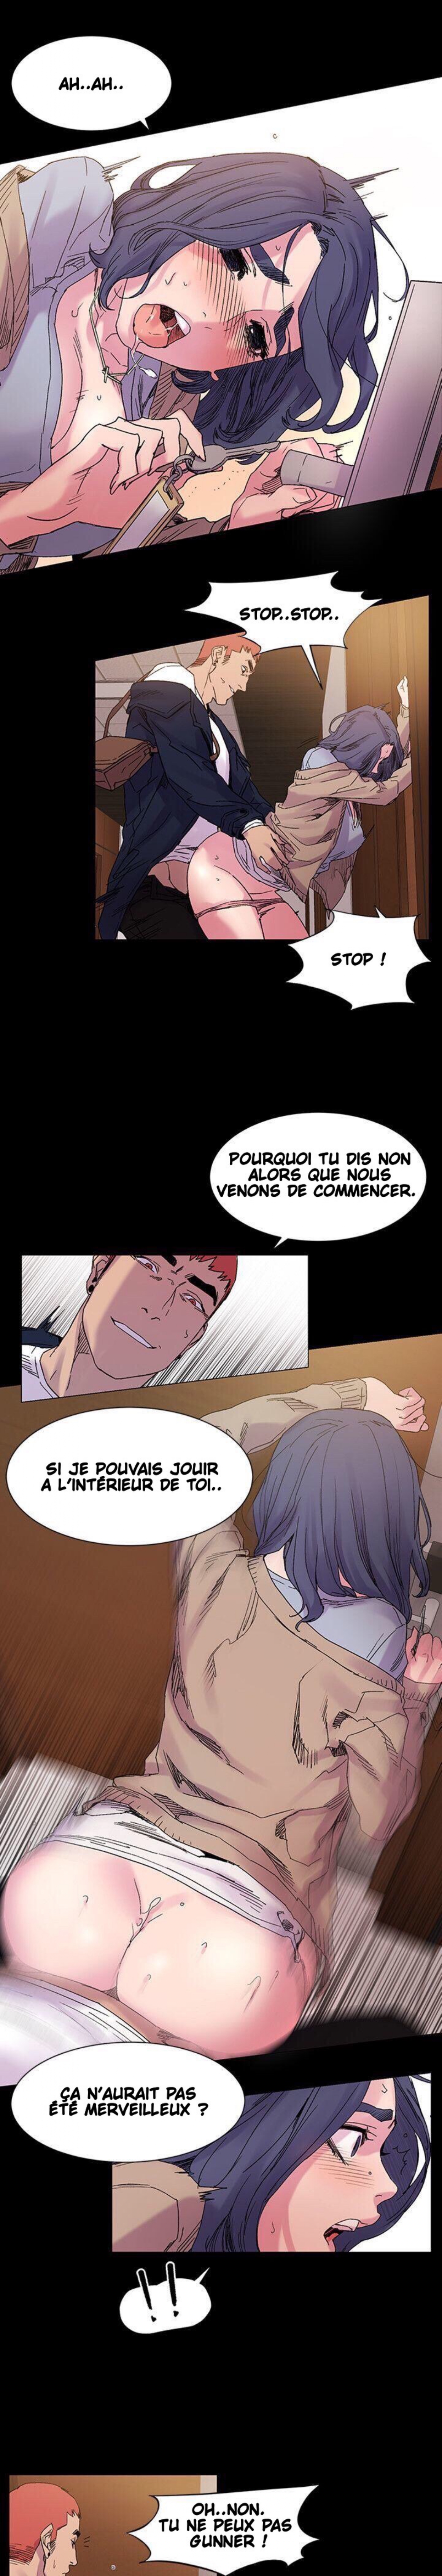 AH..AH..
STOP..STOP..
STOP !
POURQUOI TU DIS NON
ALORS QUE NOUS
VENONS DE COMMENCER.
SI JE POUVAIS JOUIR
A L'INTÉRIEUR DE TOI..
ÇA N'AURAIT PAS
ÉTÉ MERVEILLEUX ?
!!
OH..NON.
TU NE PEUX PAS
GUNNER !